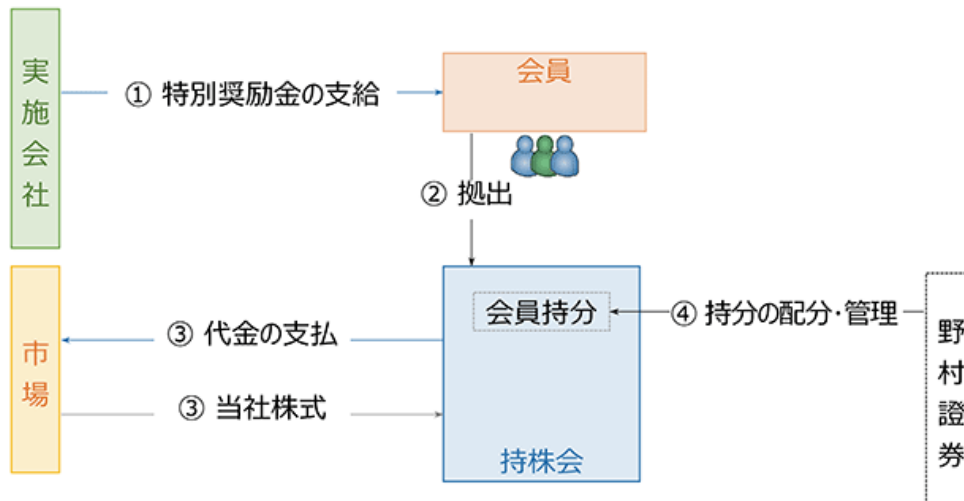 実施会社
① 特別奨励金の支給
会員
② 拠出
市場
③ 代金の支払
③ 当社株式
会員持分
持株会
④ 持分の配分・管理
野村證券